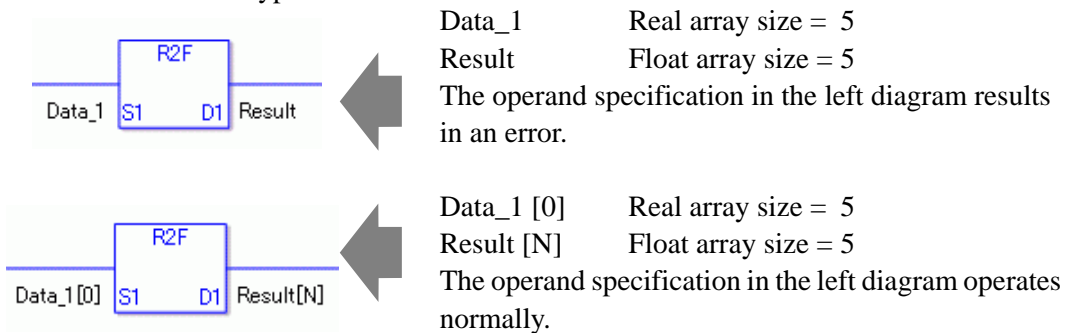 R2F
Data_1 S1 D1 Result
Data_1 Real array size = 5
Result Float array size = 5
The operand specification in the left diagram results
in an error.
R2F
Data_1[0] S1 D1 Result[N]
Data_1 [0] Real array size = 5
Result [N] Float array size = 5
The operand specification in the left diagram operates
normally.